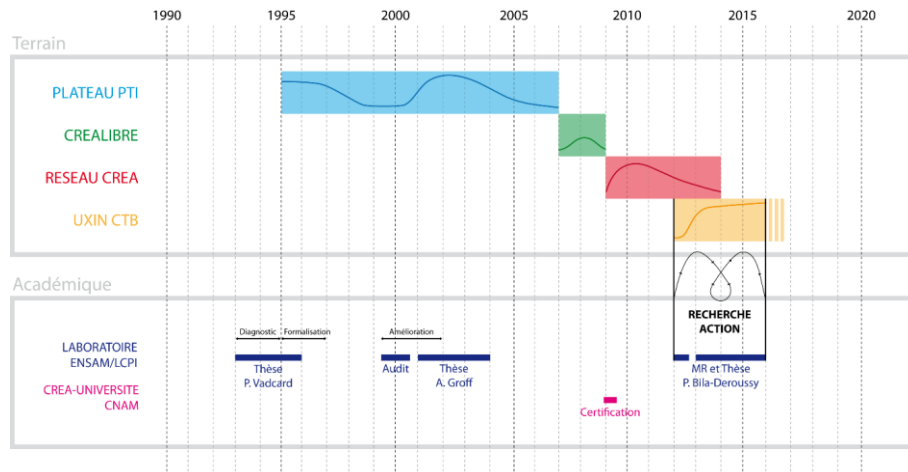 1990 1995 2000 2005 2010 2015 2020
Terrain
PLATEAU PTI
CREALIBRE
RESEAU CREA
UXIN CTB
Académique
RECHERCHE
ACTION
Diagnostic Formalisation Amélioration
LABORATOIRE
ENSAM/LCPI
Thèse
P. Vadcard
Audit
Thèse
A. Groff
MR et Thèse
P. Bila-Deroussy
CREA-UNIVERSITE
CNAM
Certification